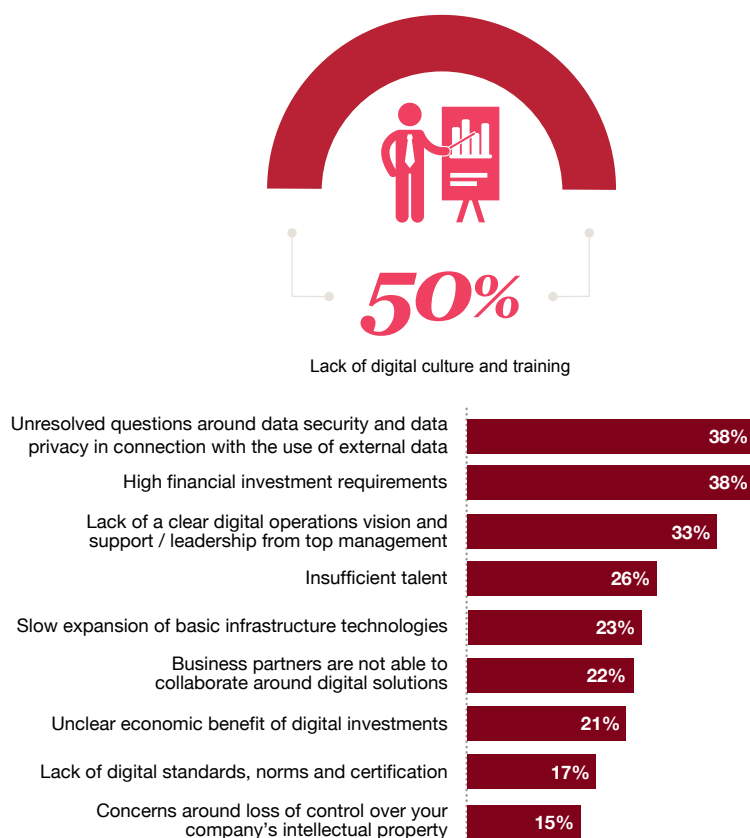 50%
Lack of digital culture and training
Unresolved questions around data security and data
privacy in connection with the use of external data
38%
High financial investment requirements
38%
Lack of a clear digital operations vision and
support / leadership from top management
33%
Insufficient talent
26%
Slow expansion of basic infrastructure technologies
23%
Business partners are not able to
collaborate around digital solutions
22%
Unclear economic benefit of digital investments
21%
Lack of digital standards, norms and certification
17%
Concerns around loss of control over your
company’s intellectual property
15%